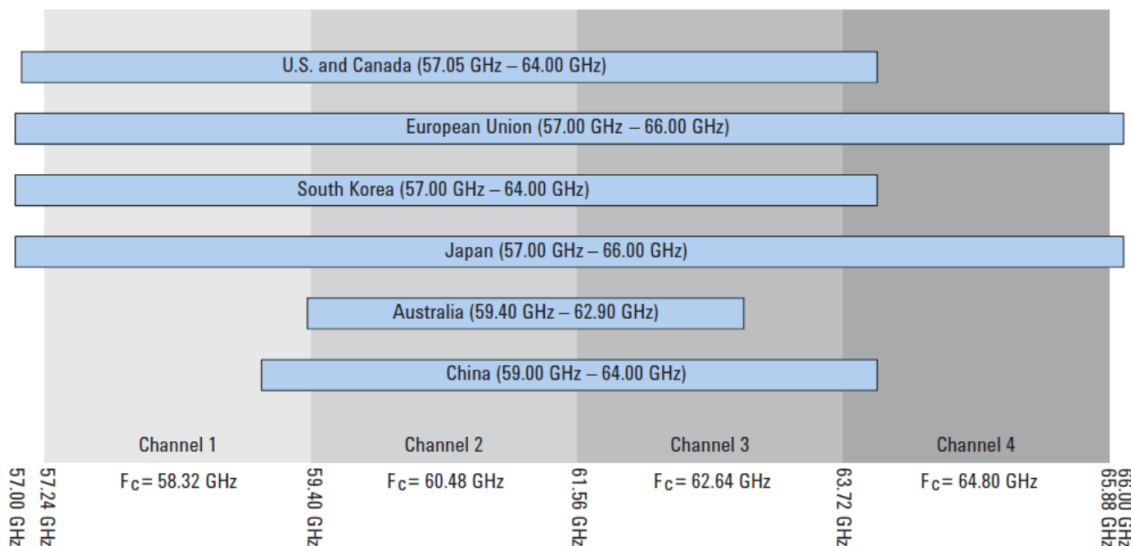 U.S. and Canada (57.05 GHz – 64.00 GHz)
European Union (57.00 GHz – 66.00 GHz)
South Korea (57.00 GHz – 64.00 GHz)
Japan (57.00 GHz – 66.00 GHz)
Australia (59.40 GHz – 62.90 GHz)
China (59.00 GHz – 64.00 GHz)
Channel 1
Channel 2
Channel 3
Channel 4
FC = 58.32 GHz
FC = 60.48 GHz
FC = 62.64 GHz
FC = 64.80 GHz
57.00 GHz
57.24 GHz
59.40 GHz
61.56 GHz
63.72 GHz
65.88 GHz
66.00 GHz